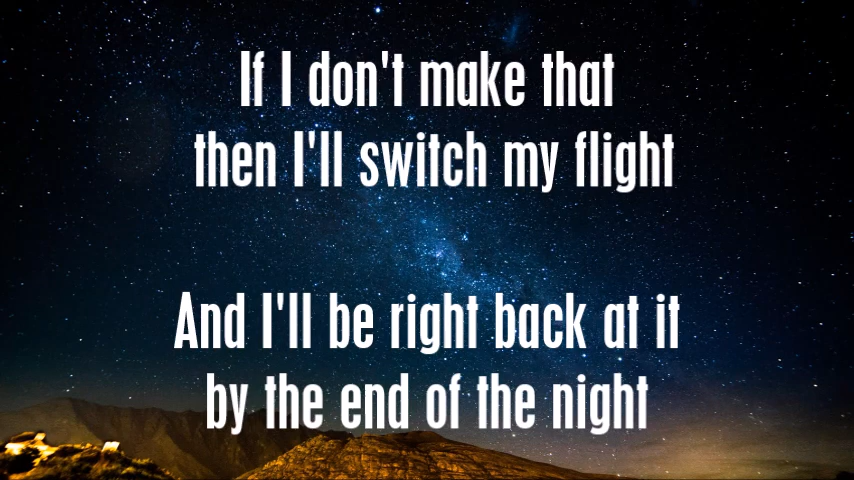 If I don't make that
then I'll switch my flight
And I'll be right back at it
by the end of the night